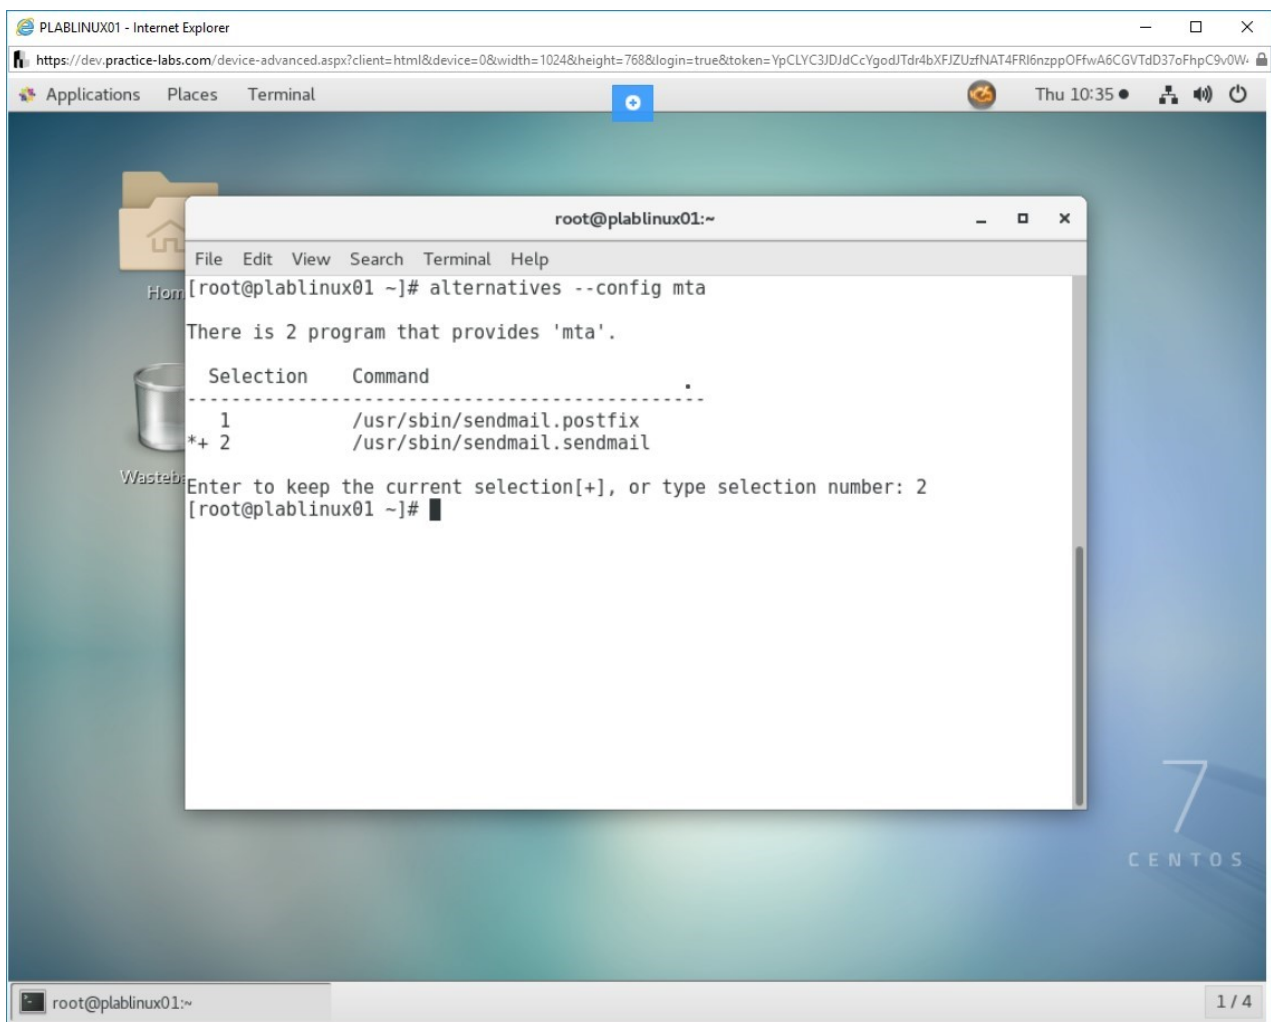 PLABLINUX01 - Internet Explorer
https://dev.practice-labs.com/device-advanced.aspx?client=html&device=0&width=1024&height=768&login=true&token=
Applications Places Terminal Thu 10:35
root@plablinux01:~
File Edit View Search Terminal Help
[root@plablinux01 ~]# alternatives --config mta
There is 2 program that provides 'mta'.
Selection Command
-----------------------------------------------
1 /usr/sbin/sendmail.postfix
*+ 2 /usr/sbin/sendmail.sendmail
Enter to keep the current selection[+], or type selection number: 2
[root@plablinux01 ~]#
Hom
Wasteb
7
CENTOS
root@plablinux01:~ 1 / 4